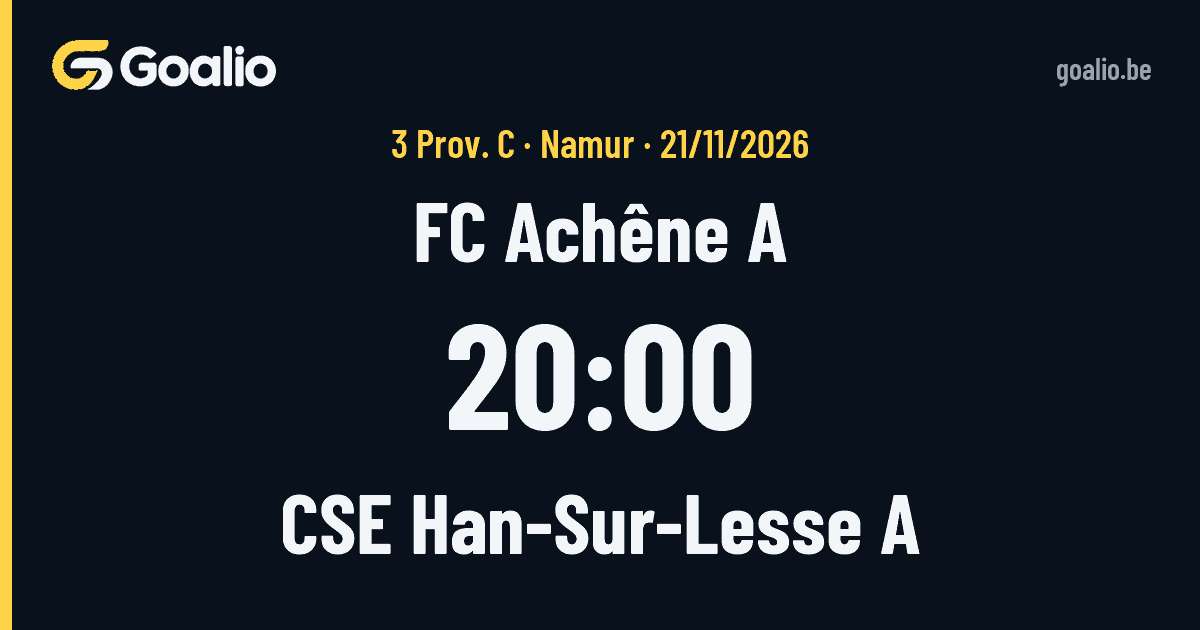 Goalio
goalio.be
3 Prov. C · Namur · 21/11/2026
FC Achêne A
20:00
CSE Han-Sur-Lesse A